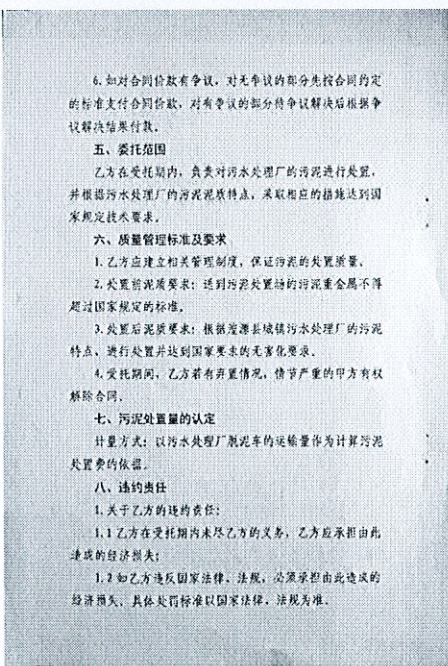 6. 如对合同价款有争议，对无争议的部分先按合同约定
的标准支付合同价款，对有争议的部分待争议解决后根据争
议解决结果付款。
五、委托范围
乙方在受托期内，负责对污水处理厂的污泥进行处置，
并根据污水处理厂的污泥泥质特点，采取相应的措施达到国
家规定技术要求。
六、质量管理标准及要求
1. 乙方应建立相关管理制度，保证污泥的处置质量。
2. 处置前泥质要求：送到污泥处置场的污泥重金属不得
超过国家规定的标准。
3. 处置后泥质要求：根据湟源县城镇污水处理厂的污泥
特点，进行处置并达到国家要求的无害化要求。
4. 受托期间，乙方若有弃置情况，情节严重的甲方有权
解除合同。
七、污泥处置量的认定
计量方式：以污水处理厂脱泥车的运输量作为计算污泥
处置费的依据。
八、违约责任
1. 关于乙方的违约责任：
1.1 乙方在受托期内未尽乙方的义务，乙方应承担由此
造成的经济损失；
1.2 如乙方违反国家法律、法规，必须承担由此造成的
经济损失，具体处罚标准以国家法律、法规为准。